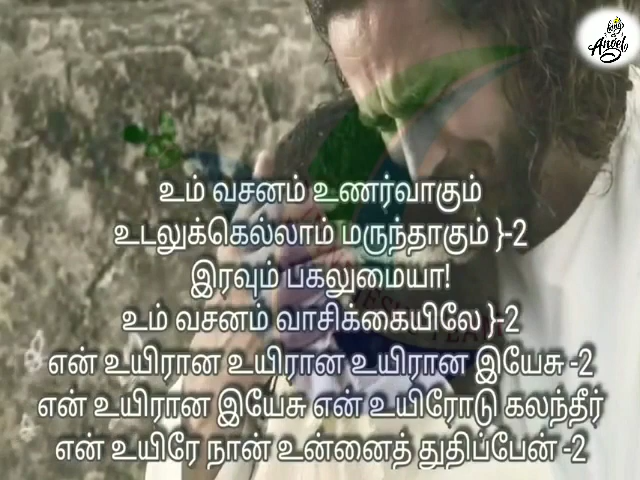 உம் வசனம் உணர்வாகும்
உடலுக்கெல்லாம் மருந்தாகும் }-2
இரவும் பகலுமையா!
உம் வசனம் வாசிக்கையிலே }-2
என் உயிரான உயிரான உயிரான இயேசு -2
என் உயிரான இயேசு என் உயிரோடு கலந்தீர்
என் உயிரே நான் உன்னைத் துதிப்பேன் -2
Angel